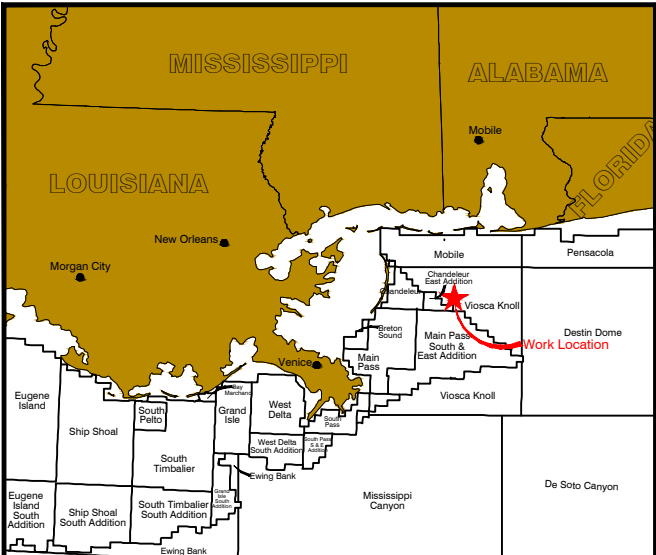 MISSISSIPPI
ALABAMA
Mobile
FLORIDA
LOUISIANA
New Orleans
Morgan City
Mobile
Pensacola
Chandeleur
East Addition
Chandeleur
Viosca Knoll
Breton
Sound
Main Pass
South &
East Addition
Destin Dome
Work Location
Main
Pass
Venice
Viosca Knoll
Eugene
Island
Bay
Marchand
South
Pelto
Grand
Isle
West
Delta
South
Pass
Ship Shoal
West Delta
South Addition
South Pass
S & E
Addition
South
Timbalier
Ewing Bank
De Soto Canyon
Eugene
Island
South
Addition
Ship Shoal
South Addition
South Timbalier
South Addition
Grand
Isle
South
Addition
Mississippi
Canyon
Ewing Bank